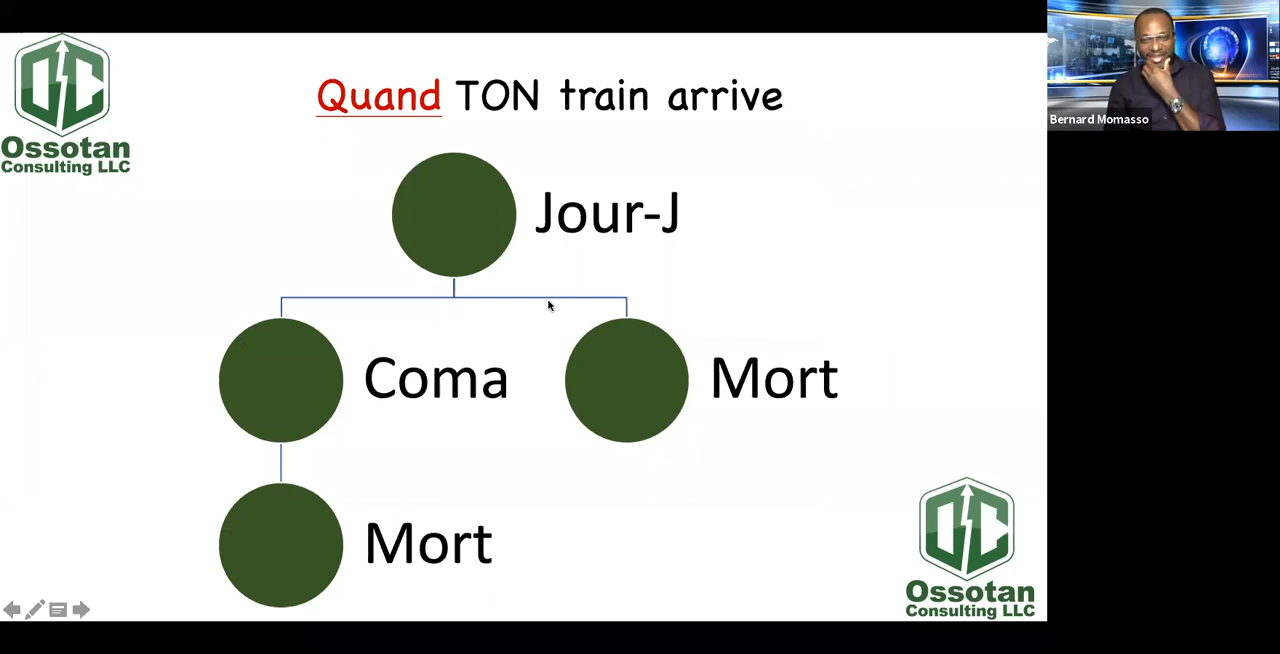 Ossotan
Consulting LLC
Quand TON train arrive
Bernard Momasso
Jour-J
Coma
Mort
Mort
Ossotan
Consulting LLC